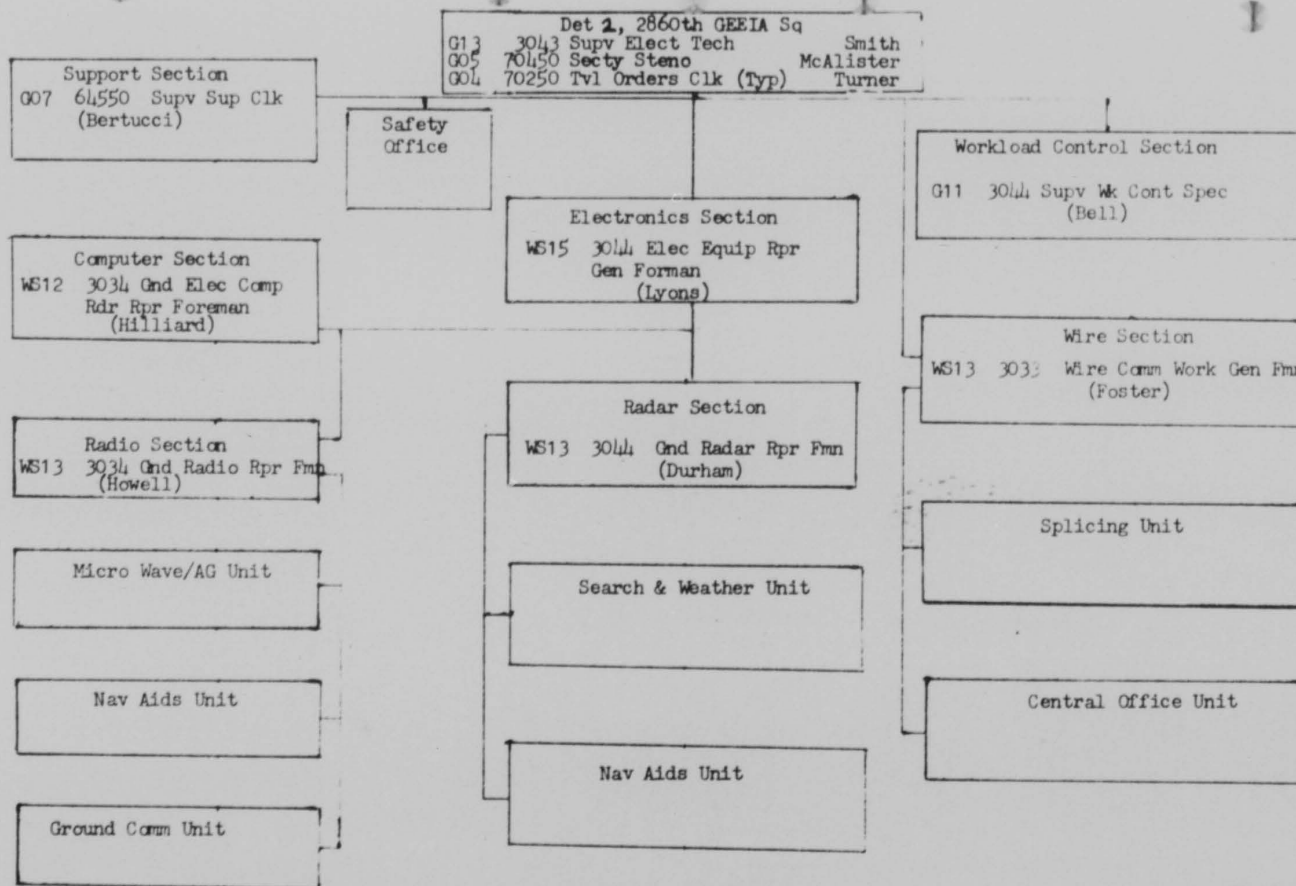 Det 2, 2860th GEEIA Sq
G13 3043 Supv Elect Tech Smith
G05 70450 Secty Steno McAlister
G04 70250 Tvl Orders Clk (Typ) Turner
Support Section
G07 64550 Supv Sup Clk
(Bertucci)
Safety
Office
Workload Control Section
G11 3044 Supv Wk Cont Spec
(Bell)
Electronics Section
WS15 3044 Elec Equip Rpr
Gen Forman
(Lyons)
Computer Section
WS12 3034 Gnd Elec Comp
Rdr Rpr Foreman
(Hilliard)
Wire Section
WS13 3033 Wire Comm Work Gen Fmn
(Foster)
Radar Section
WS13 3044 Gnd Radar Rpr Fmn
(Durham)
Radio Section
WS13 3034 Gnd Radio Rpr Fmn
(Howell)
Splicing Unit
Micro Wave/AG Unit
Search & Weather Unit
Nav Aids Unit
Central Office Unit
Nav Aids Unit
Ground Comm Unit